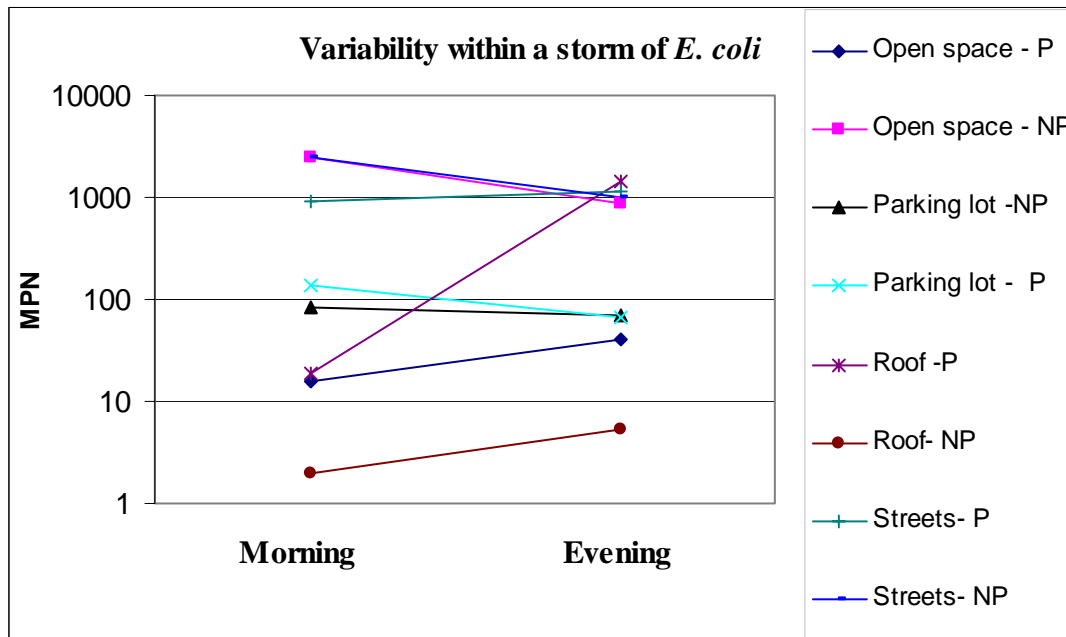 Variability within a storm of E. coli
10000
1000
100
10
1
MPN
Morning
Evening
Open space - P
Open space - NP
Parking lot -NP
Parking lot -  P
Roof -P
Roof- NP
Streets- P
Streets- NP